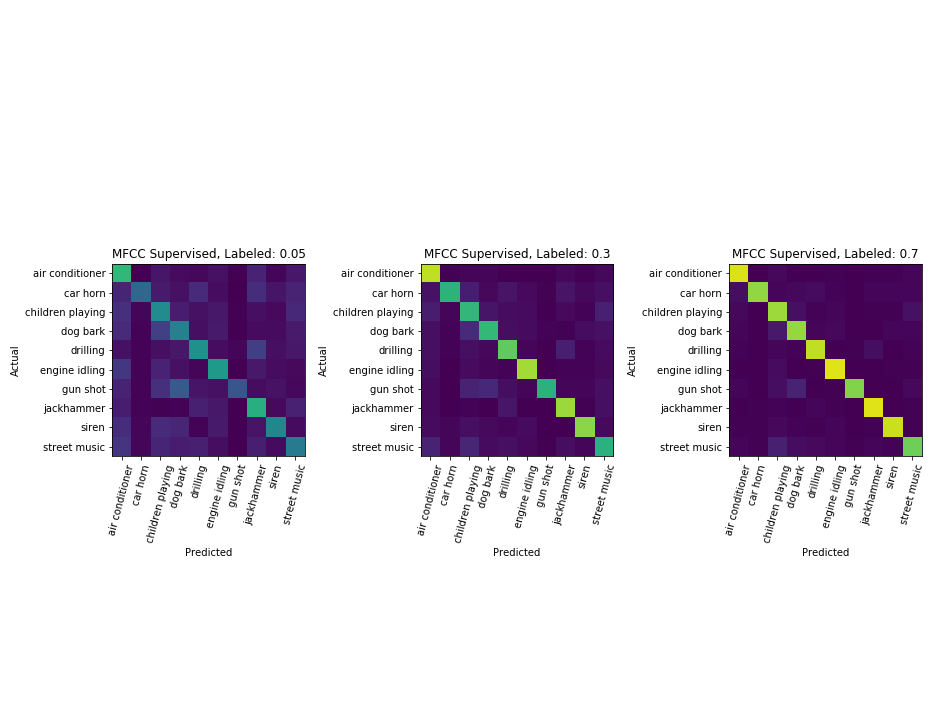 MFCC Supervised, Labeled: 0.05
Actual
air conditioner
car horn
children playing
dog bark
drilling
engine idling
gun shot
jackhammer
siren
street music
air conditioner
car horn
children playing
dog bark
drilling
engine idling
gun shot
jackhammer
siren
street music
Predicted
MFCC Supervised, Labeled: 0.3
Actual
air conditioner
car horn
children playing
dog bark
drilling
engine idling
gun shot
jackhammer
siren
street music
air conditioner
car horn
children playing
dog bark
drilling
engine idling
gun shot
jackhammer
siren
street music
Predicted
MFCC Supervised, Labeled: 0.7
Actual
air conditioner
car horn
children playing
dog bark
drilling
engine idling
gun shot
jackhammer
siren
street music
air conditioner
car horn
children playing
dog bark
drilling
engine idling
gun shot
jackhammer
siren
street music
Predicted